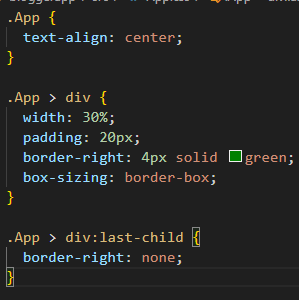 .App {
  text-align: center;
}

.App > div {
  width: 30%;
  padding: 20px;
  border-right: 4px solid green;
  box-sizing: border-box;
}

.App > div:last-child {
  border-right: none;
}